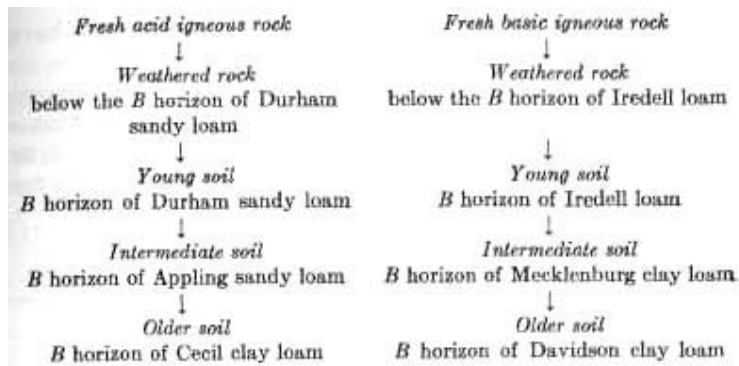 Fresh acid igneous rock
↓
Weathered rock
below the B horizon of Durham
sandy loam
↓
Young soil
B horizon of Durham sandy loam
↓
Intermediate soil
B horizon of Appling sandy loam
↓
Older soil
B horizon of Cecil clay loam
Fresh basic igneous rock
↓
Weathered rock
below the B horizon of Iredell loam
↓
Young soil
B horizon of Iredell loam
↓
Intermediate soil
B horizon of Mecklenburg clay loam
↓
Older soil
B horizon of Davidson clay loam